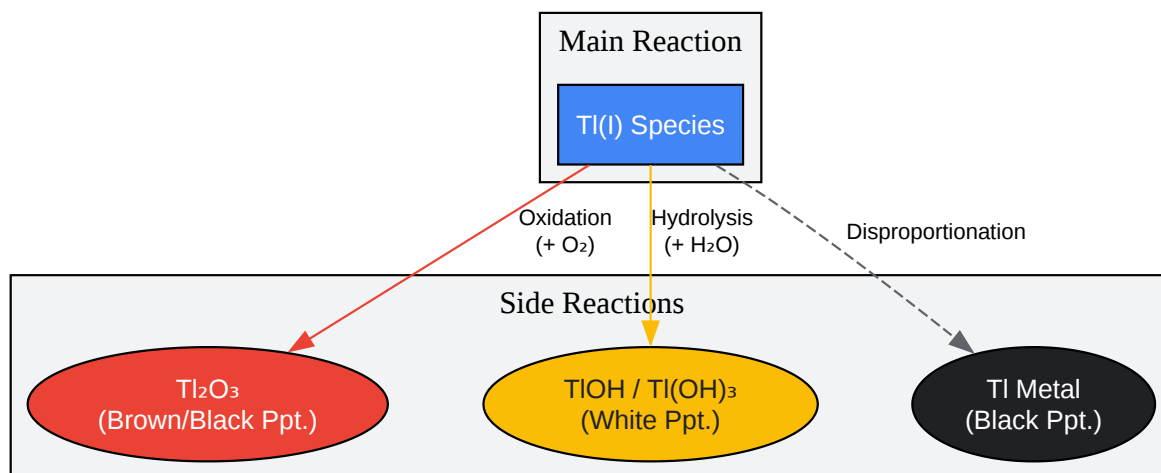 Main Reaction
Tl(I) Species
Oxidation
(+ O₂)
Hydrolysis
(+ H₂O)
Disproportionation
Side Reactions
Tl₂O₃
(Brown/Black Ppt.)
TlOH / Tl(OH)₃
(White Ppt.)
Tl Metal
(Black Ppt.)